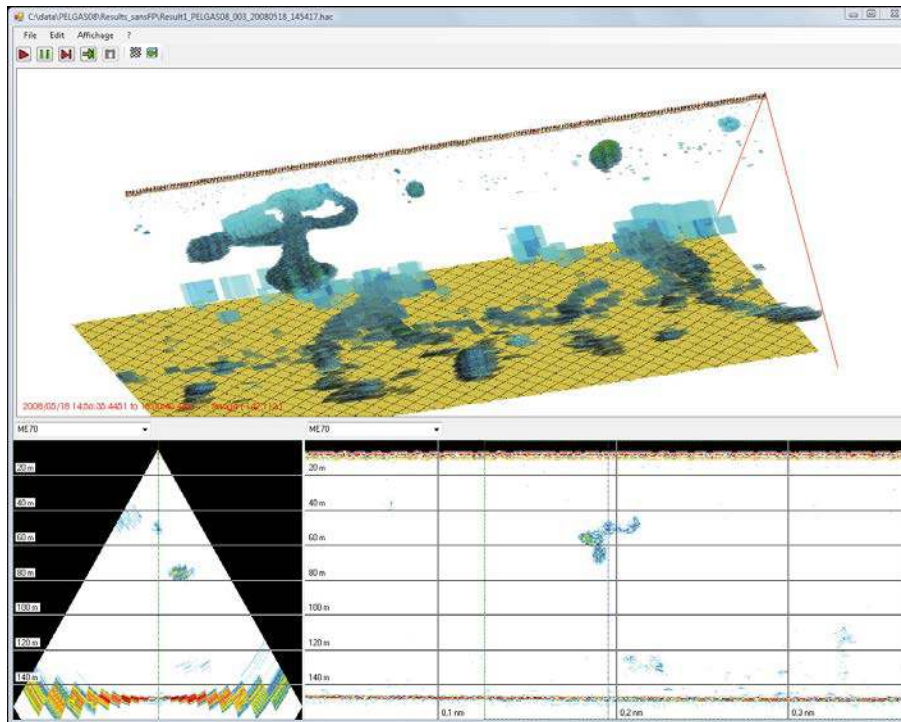 C:\data\PELGAS08\Results_sansFP\Result1_PELGAS08_003_20080518_145417.hac
File Edit Affichage ?
ME70
ME70
20 m
40 m
60 m
80 m
100 m
120 m
140 m
20 m
40 m
60 m
80 m
100 m
120 m
140 m
0,1 nm
0,2 nm
0,3 nm